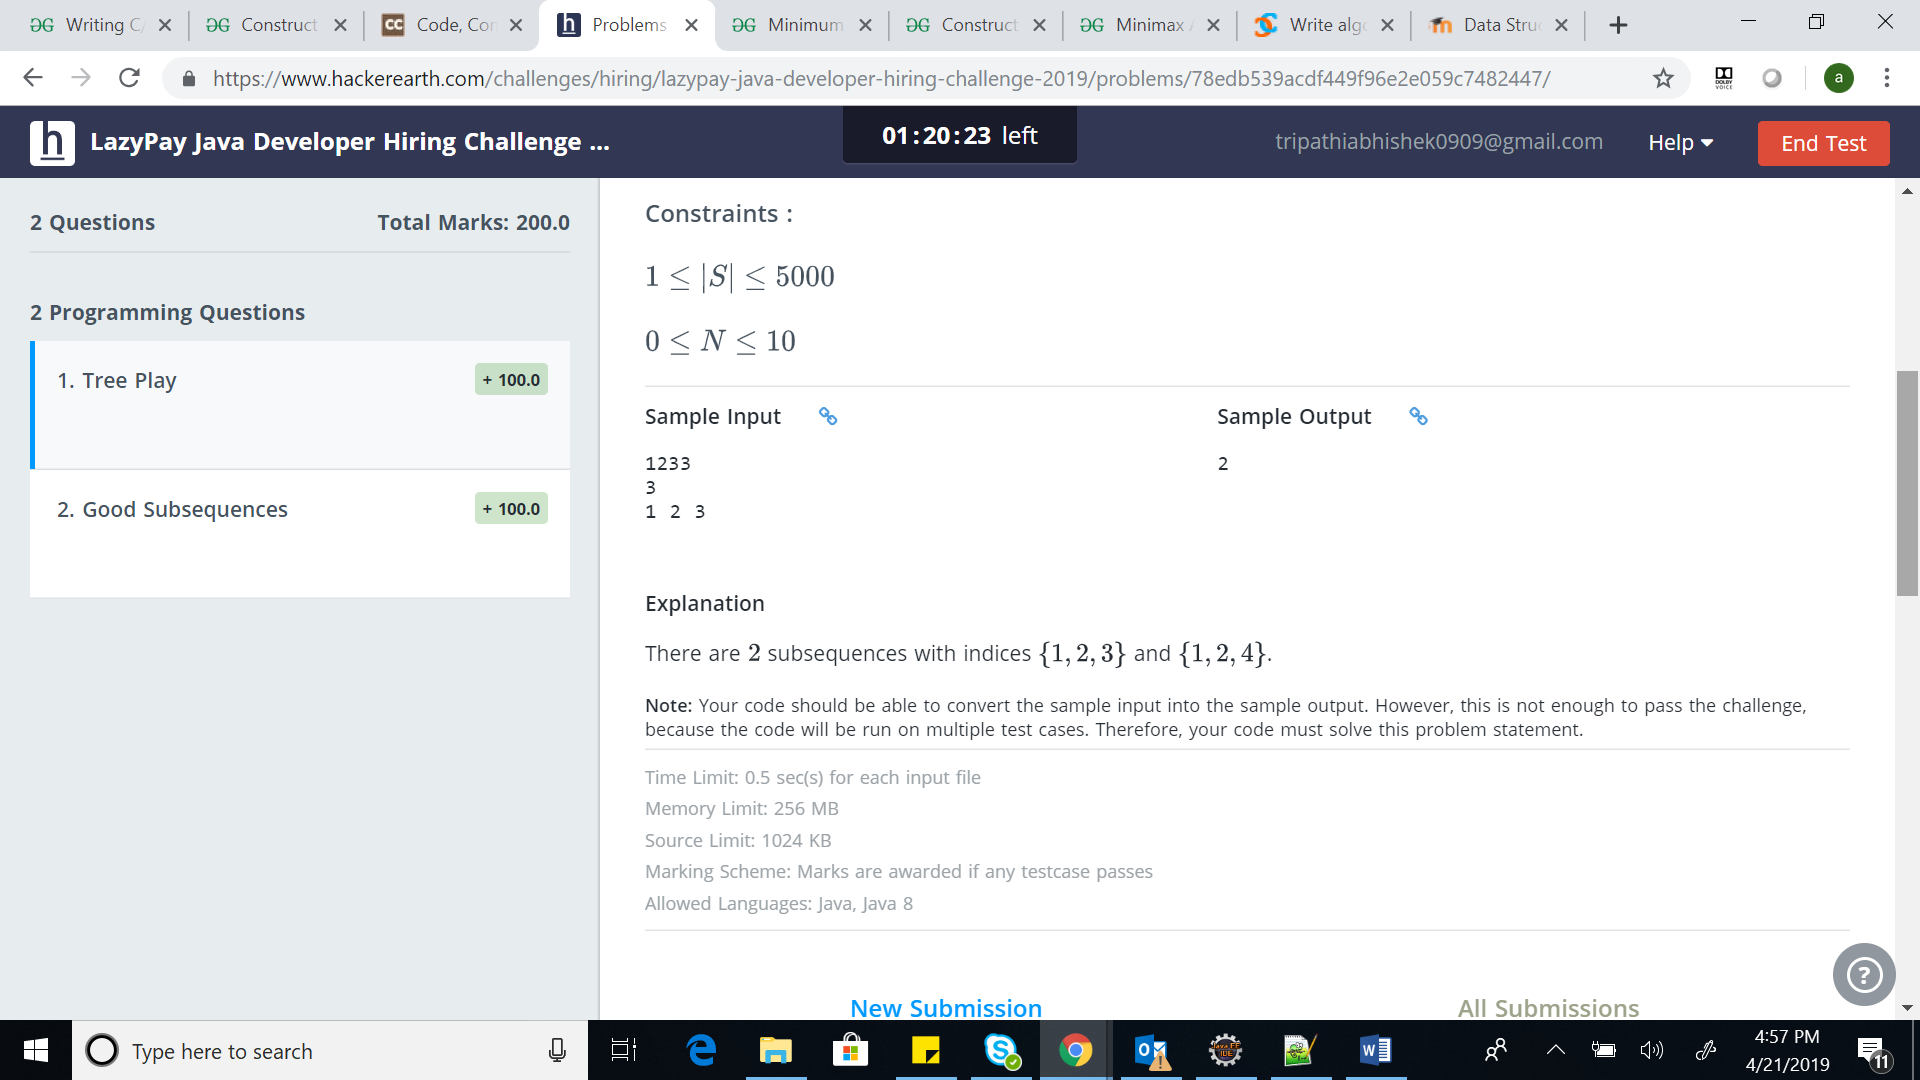 Writing C/
Construct
CC Code, Con
h Problems
Minimum
Construct
Minimax A
Write algo
Data Struc
https://www.hackerearth.com/challenges/hiring/lazypay-java-developer-hiring-challenge-2019/problems/78edb539acdf449f96e2e059c7482447/
DOLBY VOICE
a
h LazyPay Java Developer Hiring Challenge ...
01:20:23 left
tripathiabhishek0909@gmail.com
Help
End Test
2 Questions Total Marks: 200.0
2 Programming Questions
1. Tree Play + 100.0
2. Good Subsequences + 100.0
Constraints :
1 ≤ |S| ≤ 5000
0 ≤ N ≤ 10
Sample Input
1233
3
1 2 3
Sample Output
2
Explanation
There are 2 subsequences with indices {1, 2, 3} and {1, 2, 4}.
Note: Your code should be able to convert the sample input into the sample output. However, this is not enough to pass the challenge,
because the code will be run on multiple test cases. Therefore, your code must solve this problem statement.
Time Limit: 0.5 sec(s) for each input file
Memory Limit: 256 MB
Source Limit: 1024 KB
Marking Scheme: Marks are awarded if any testcase passes
Allowed Languages: Java, Java 8
?
New Submission
All Submissions
Type here to search
Java EE
IDE
4:57 PM
4/21/2019
11